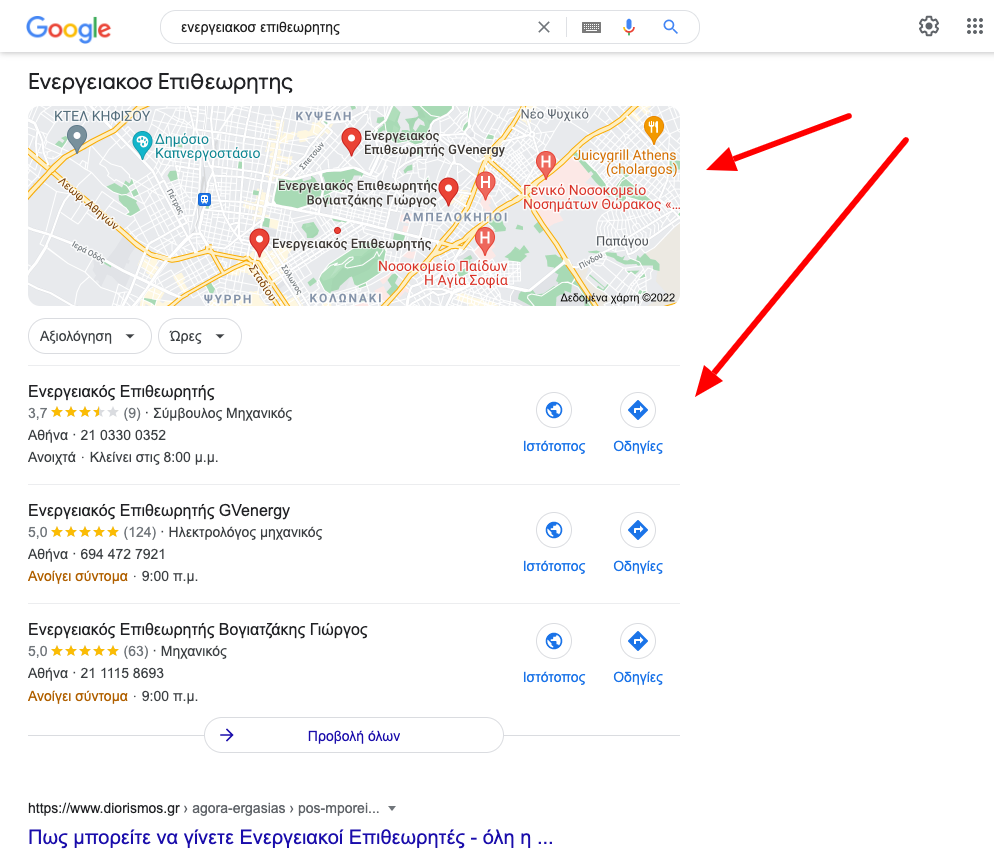 Google
ενεργειακοσ επιθεωρητης
Ενεργειακοσ Επιθεωρητης
ΚΤΕΛ ΚΗΦΙΣΟΥ
ΚΥΨΕΛΗ
Νέο Ψυχικό
Δημόσιο
Καπνεργοστάσιο
Σπετσών
Ενεργειακός
Επιθεωρητής GVenergy
Juicygrill Athens
(cholargos)
Λεωφ. Αθηνών
Πέτρας
Ενεργειακός Επιθεωρητής
Βογιατζάκης Γιώργος
Γενικό Νοσοκομείο
Νοσημάτων Θώρακος «...
ΑΜΠΕΛΟΚΗΠΟΙ
Ιερά Οδός
Ενεργειακός Επιθεωρητής
Παπάγου
Πίνδου
Σταδίου
Σόλωνος
Νοσοκομείο Παίδων
Η Αγία Σοφία
ΨΥΡΡΗ
ΚΟΛΩΝΑΚΙ
Δεδομένα χάρτη ©2022
Αξιολόγηση
Ώρες
Ενεργειακός Επιθεωρητής
3,7 (9) · Σύμβουλος Μηχανικός
Αθήνα · 21 0330 0352
Ανοιχτά · Κλείνει στις 8:00 μ.μ.
Ιστότοπος
Οδηγίες
Ενεργειακός Επιθεωρητής GVenergy
5,0 (124) · Ηλεκτρολόγος μηχανικός
Αθήνα · 694 472 7921
Ανοίγει σύντομα · 9:00 π.μ.
Ιστότοπος
Οδηγίες
Ενεργειακός Επιθεωρητής Βογιατζάκης Γιώργος
5,0 (63) · Μηχανικός
Αθήνα · 21 1115 8693
Ανοίγει σύντομα · 9:00 π.μ.
Ιστότοπος
Οδηγίες
Προβολή όλων
https://www.diorismos.gr › agora-ergasias › pos-mporei...
Πως μπορείτε να γίνετε Ενεργειακοί Επιθεωρητές - όλη η ...